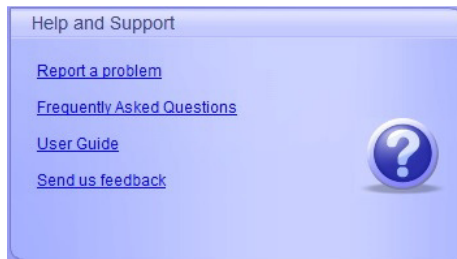 Help and Support
Report a problem
Frequently Asked Questions
User Guide
Send us feedback
?